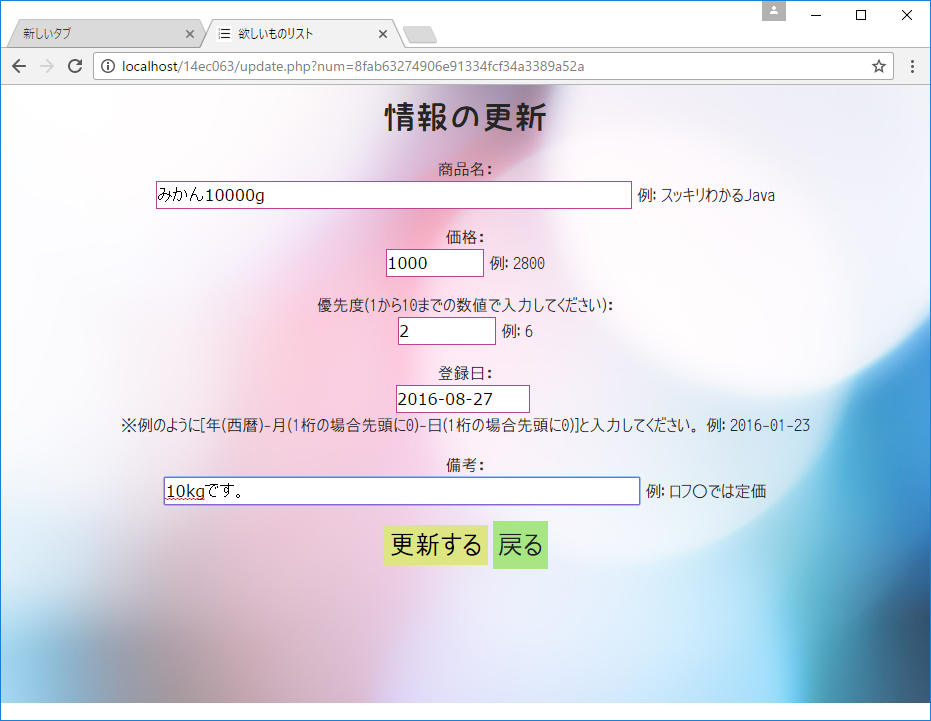 新しいタブ
欲しいものリスト
localhost/14ec063/update.php?num=8fab63274906e91334fcf34a3389a52a
情報の更新
商品名:
みかん10000g 例: スッキリわかるJava
価格:
1000 例: 2800
優先度(1から10までの数値で入力してください):
2 例: 6
登録日:
2016-08-27
※例のように[年(西暦)-月(1桁の場合先頭に0)-日(1桁の場合先頭に0)]と入力してください。 例: 2016-01-23
備考:
10kgです。 例: ロフ〇では定価
更新する 戻る